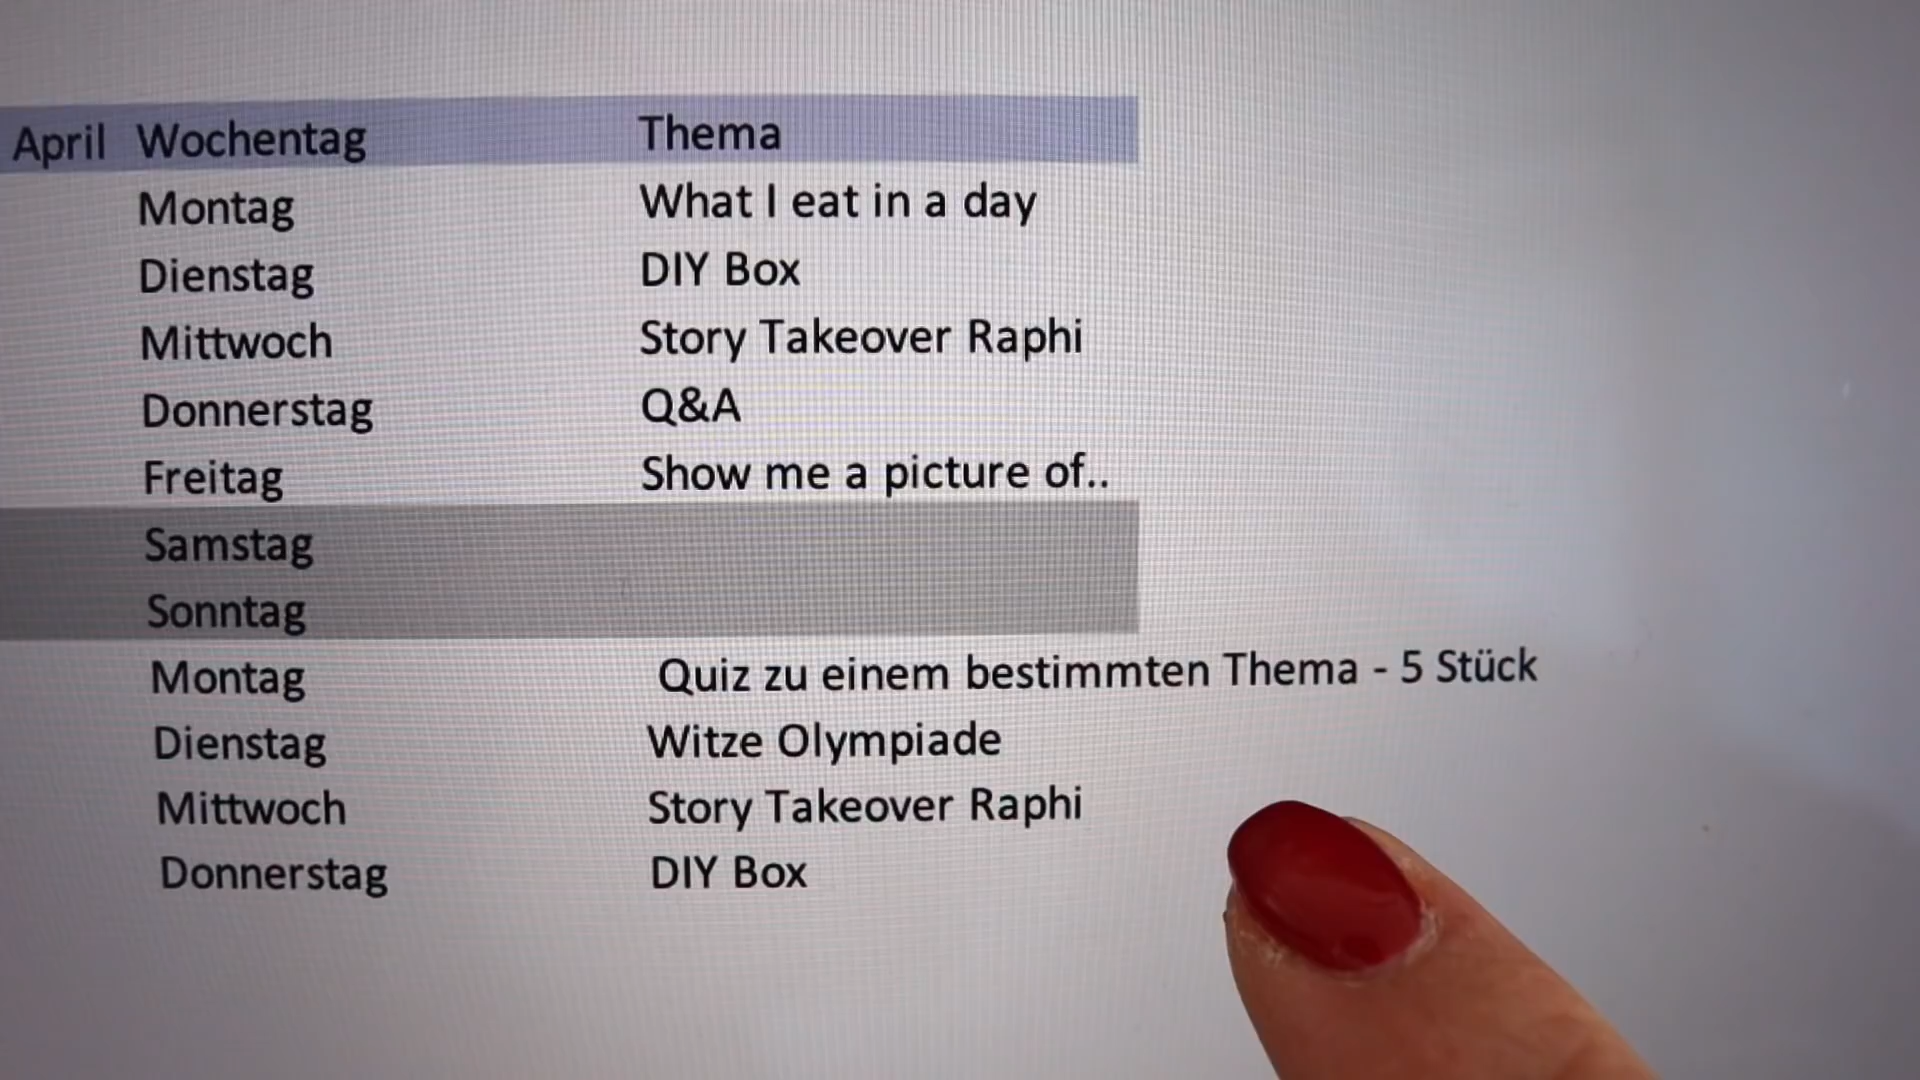 April Wochentag Thema
Montag What I eat in a day
Dienstag DIY Box
Mittwoch Story Takeover Raphi
Donnerstag Q&A
Freitag Show me a picture of..
Samstag
Sonntag
Montag Quiz zu einem bestimmten Thema - 5 Stück
Dienstag Witze Olympiade
Mittwoch Story Takeover Raphi
Donnerstag DIY Box